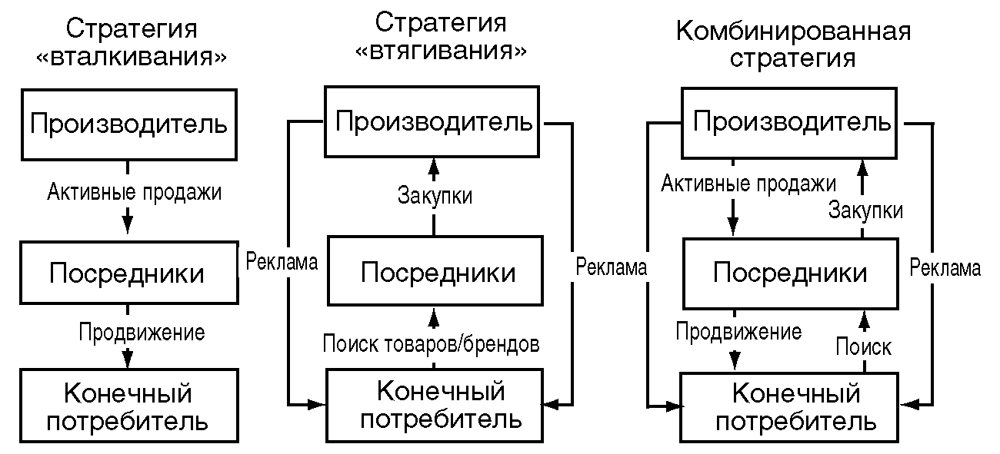 Стратегия
«вталкивания»
Производитель
Активные продажи
Посредники
Продвижение
Конечный
потребитель
Стратегия
«втягивания»
Производитель
Закупки
Реклама
Посредники
Поиск товаров/брендов
Конечный
потребитель
Реклама
Комбинированная
стратегия
Производитель
Активные продажи
Закупки
Посредники
Реклама
Продвижение
Поиск
Конечный
потребитель